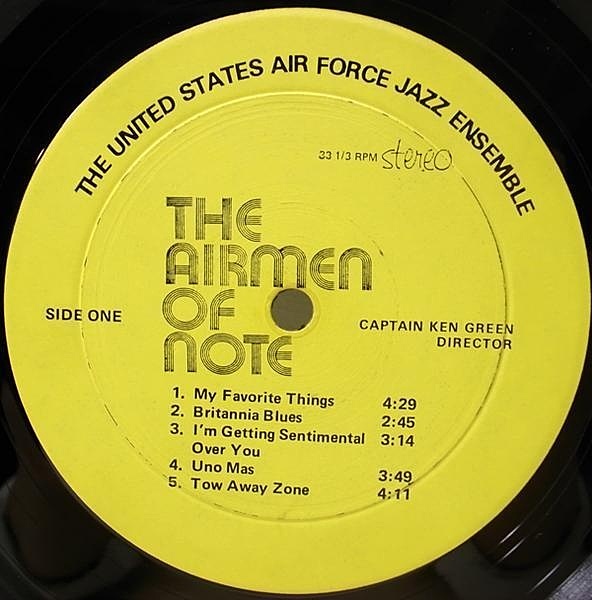 THE UNITED STATES AIR FORCE JAZZ ENSEMBLE
33 1/3 RPM stereo
THE
AIRMEN
OF
NOTE
SIDE ONE
CAPTAIN KEN GREEN
DIRECTOR
1. My Favorite Things 4:29
2. Britannia Blues 2:45
3. I'm Getting Sentimental 3:14
Over You
4. Uno Mas 3:49
5. Tow Away Zone 4:11